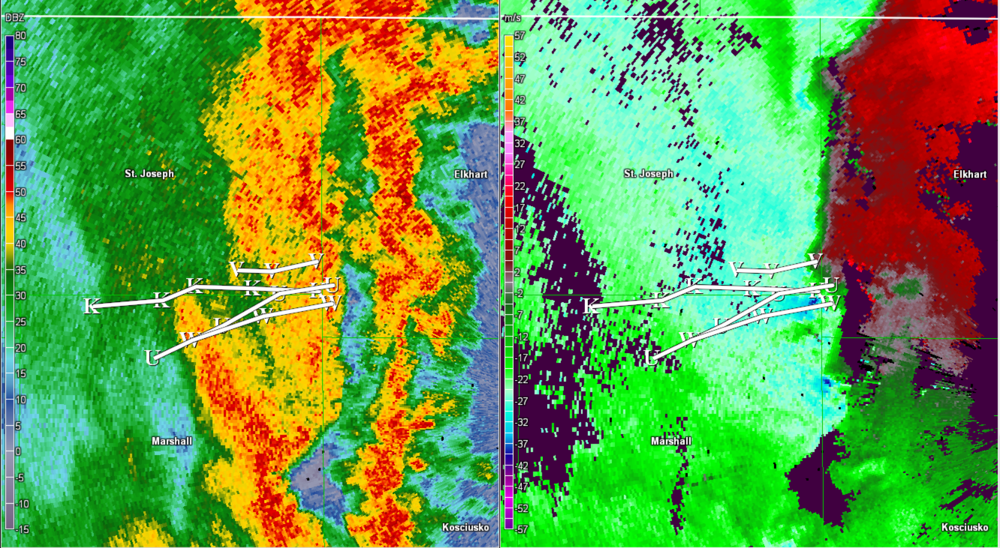 DBZ
80
75
70
65
60
55
50
45
40
35
30
25
20
15
10
5
0
-5
-10
-15
St. Joseph
Elkhart
V V V
K K K K K U U
K U W W
U W
Marshall
Kosciusko
m/s
57
52
47
42
37
32
27
22
17
12
7
2
-2
-7
-12
-17
-22
-27
-32
-37
-42
-47
-52
-57
St. Joseph
Elkhart
V V V
K K K K K U U
K U W W
U W
Marshall
Kosciusko